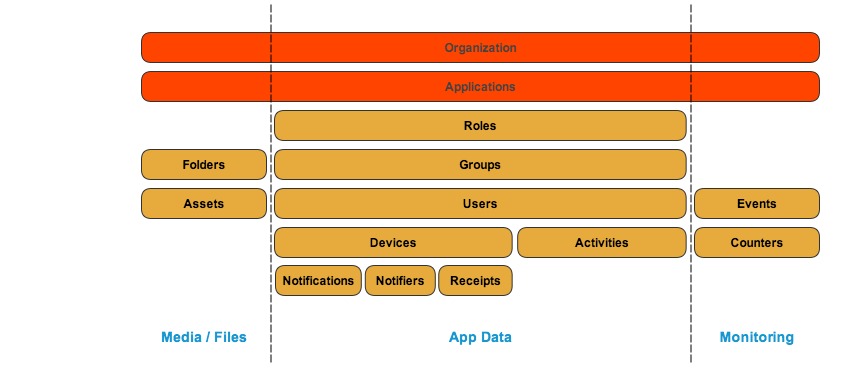 Organization
Applications
Roles
Folders
Groups
Assets
Users
Events
Devices
Activities
Counters
Notifications
Notifiers
Receipts
Media / Files
App Data
Monitoring